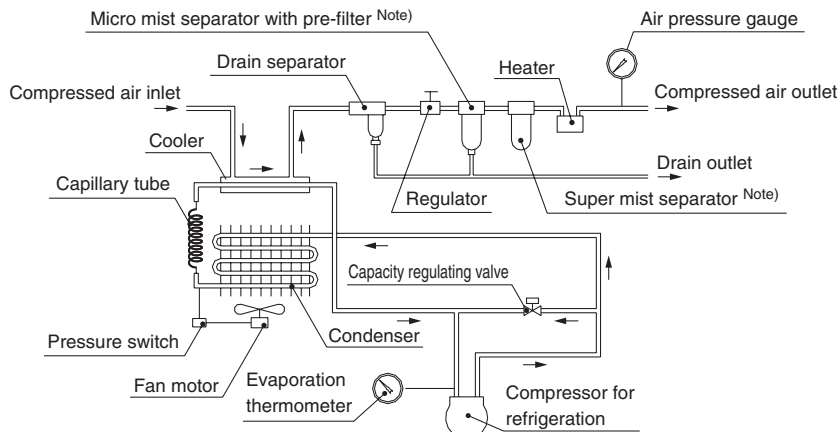 Micro mist separator with pre-filter Note)
Air pressure gauge
Drain separator
Heater
Compressed air inlet
Compressed air outlet
Cooler
Drain outlet
Capillary tube
Regulator
Super mist separator Note)
Capacity regulating valve
Condenser
Pressure switch
Fan motor
Evaporation
thermometer
Compressor for
refrigeration